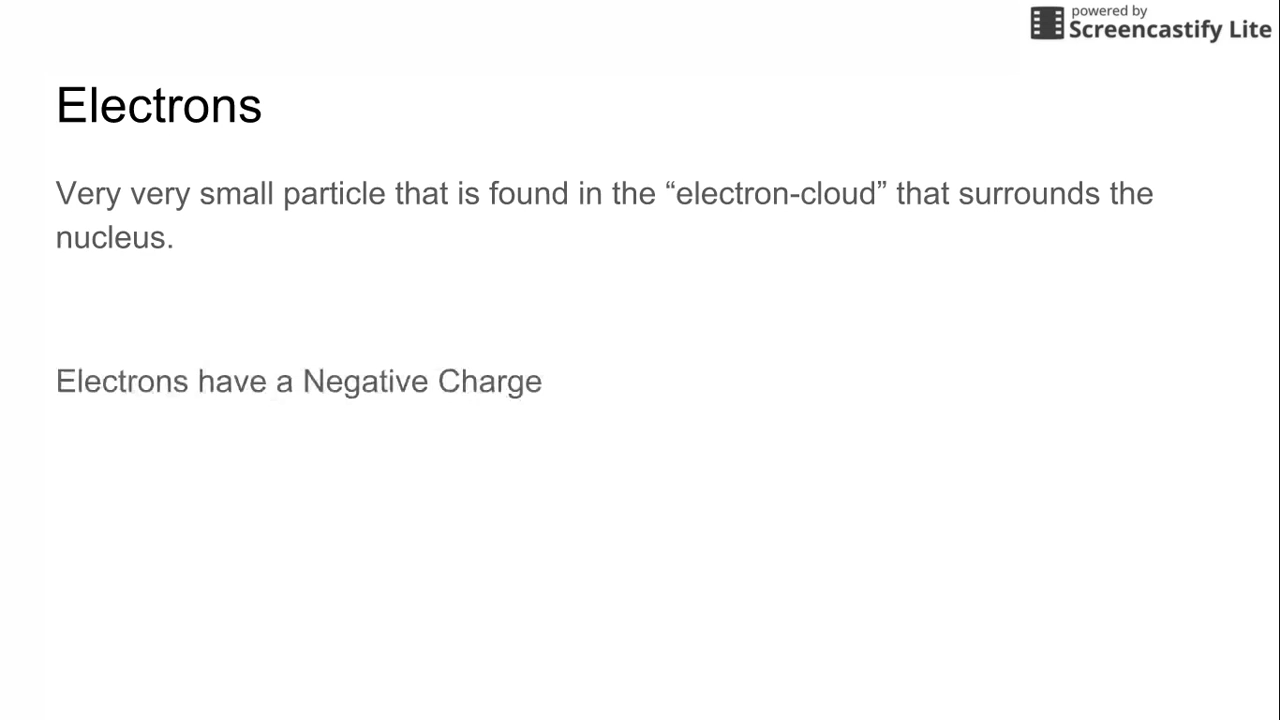 powered by
Screencastify Lite
Electrons
Very very small particle that is found in the “electron-cloud” that surrounds the
nucleus.
Electrons have a Negative Charge